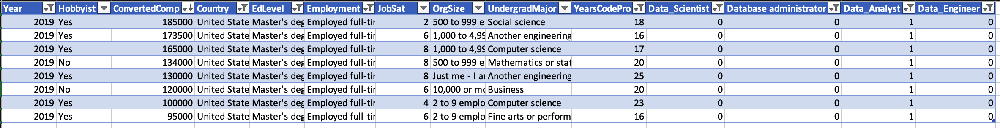 Year Hobbyist ConvertedComp Country EdLevel Employment JobSat OrgSize UndergradMajor YearsCodePro Data_Scientist Database administrator Data_Analyst Data_Engineer
2019 Yes 185000 United State Master's deg Employed full-tir 2 500 to 999 e Social science 18 0 0 1 0
2019 Yes 173500 United State Master's deg Employed full-tir 6 1,000 to 4,99 Another engineering 16 0 0 1 0
2019 Yes 165000 United State Master's deg Employed full-tir 8 1,000 to 4,99 Computer science 17 0 0 1 0
2019 No 134000 United State Master's deg Employed full-tir 8 500 to 999 e Mathematics or stat 20 0 0 1 0
2019 Yes 130000 United State Master's deg Employed full-tir 8 Just me - I a Another engineering 25 0 0 1 0
2019 No 120000 United State Master's deg Employed full-tir 6 10,000 or mo Business 20 0 0 1 0
2019 Yes 100000 United State Master's deg Employed full-tir 4 2 to 9 emplo Computer science 23 0 0 1 0
2019 Yes 95000 United State Master's deg Employed full-tir 6 2 to 9 emplo Fine arts or perform 16 0 0 1 0